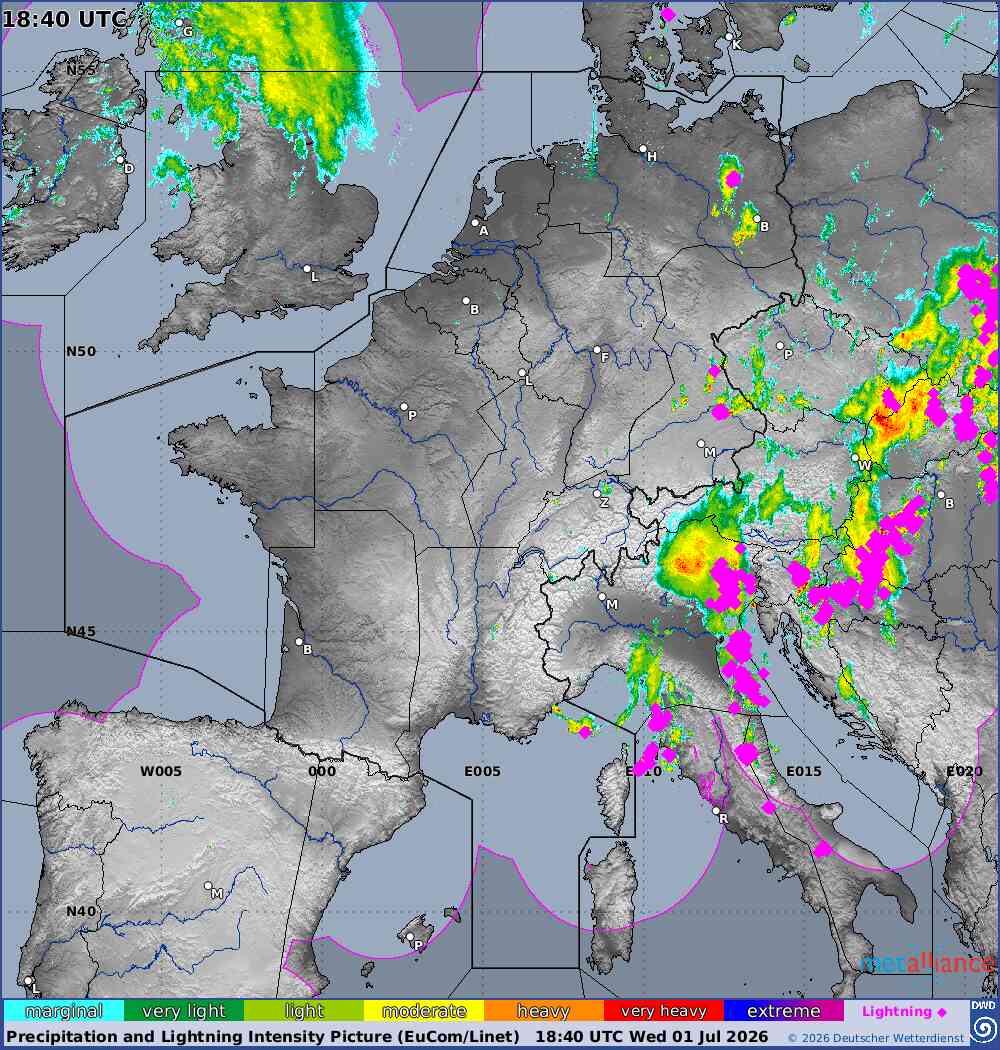 18:40 UTC
G
K
N55
D
H
A
B
L
B
N50
F
P
L
P
M
W
B
Z
M
N45
B
W005
000
E005
E010
E015
E020
R
M
N40
P
L
metalliance
marginal
very light
light
moderate
heavy
very heavy
extreme
Lightning
DWD
Precipitation and Lightning Intensity Picture (EuCom/Linet) 18:40 UTC Wed 01 Jul 2026 © 2026 Deutscher Wetterdienst